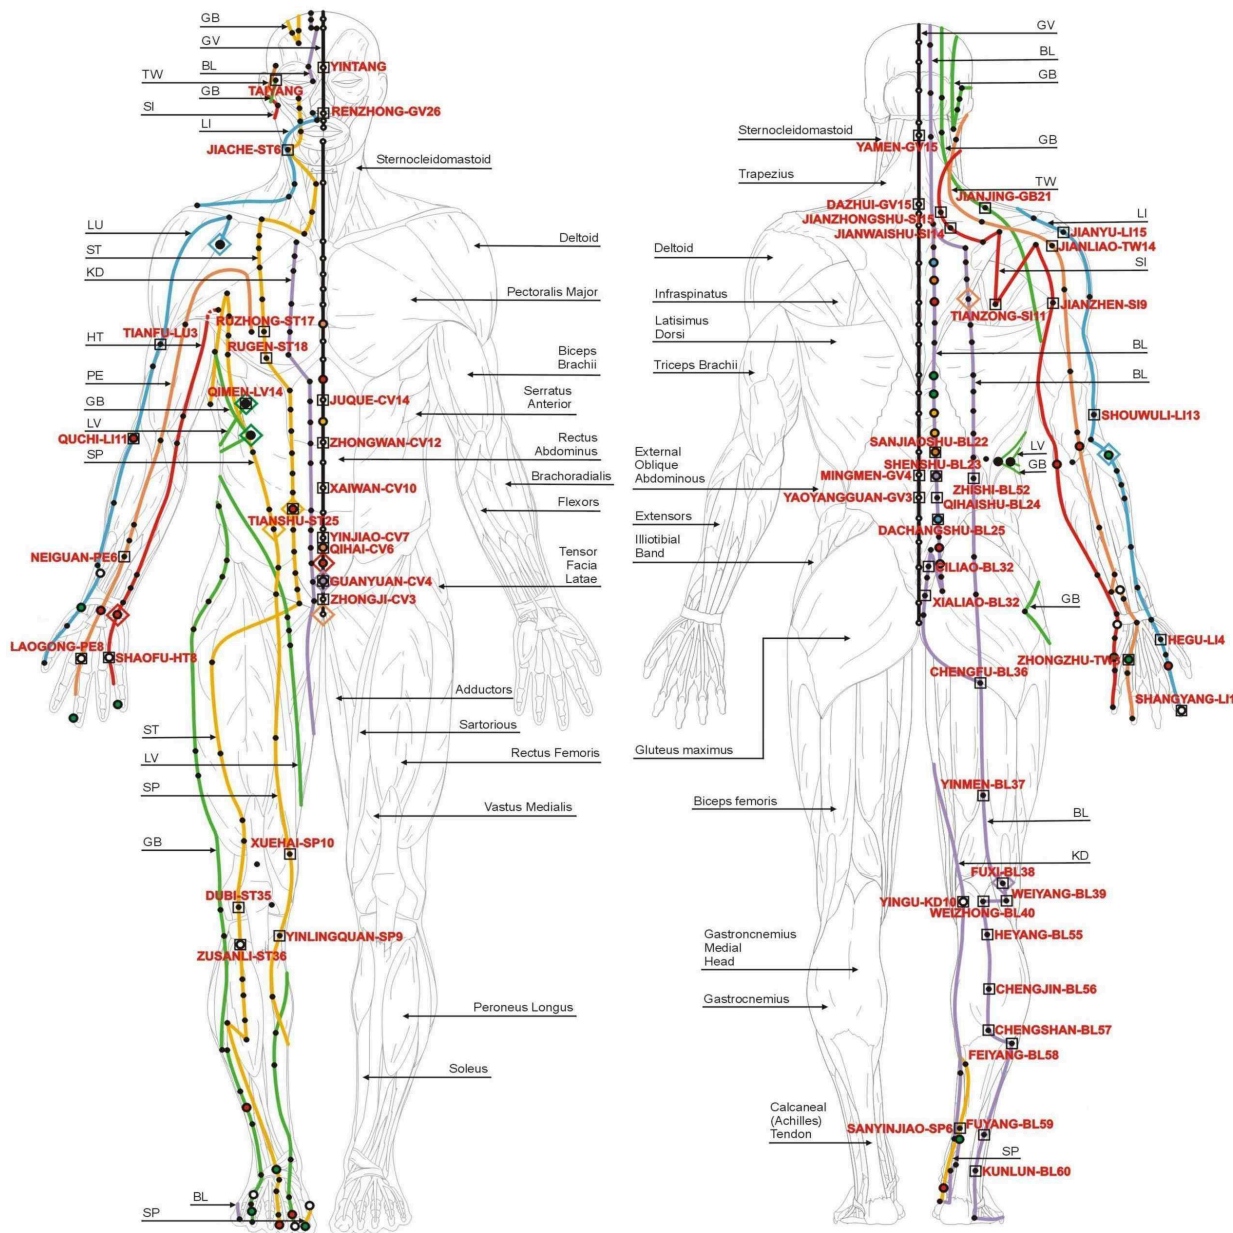 GB
GV
BL
TW
GB
SI
LI
YINTANG
TAIYANG
RENZHONG-GV26
JIACHE-ST6
Sternocleidomastoid
LU
ST
KD
Deltoid
Pectoralis Major
RUZHONG-ST17
TIANFU-LU3
HT
RUGEN-ST18
Biceps
Brachii
PE
QIMEN-LV14
JUQUE-CV14
Serratus
Anterior
GB
LV
QUCHI-LI11
ZHONGWAN-CV12
Rectus
Abdominus
SP
Brachoradialis
XAIWAN-CV10
Flexors
TIANSHU-ST25
YINJIAO-CV7
QIHAI-CV6
NEIGUAN-PE6
Tensor
Facia
Latae
GUANYUAN-CV4
ZHONGJI-CV3
LAOGONG-PE8
SHAOFU-HT8
Adductors
ST
Sartorious
LV
Rectus Femoris
SP
Vastus Medialis
GB
XUEHAI-SP10
DUBI-ST35
YINLINGQUAN-SP9
ZUSANLI-ST36
Peroneus Longus
Soleus
BL
SP
GV
BL
GB
Sternocleidomastoid
YAMEN-GV15
GB
Trapezius
TW
JIANJING-GB21
DAZHUI-GV15
JIANZHONGSHU-SI15
LI
JIANWAISHU-SI14
JIANYU-LI15
JIANLIAO-TW14
Deltoid
SI
Infraspinatus
TIANZONG-SI11
JIANZHEN-SI9
Latisimus
Dorsi
BL
Triceps Brachii
BL
SHOUWULI-LI13
SANJIAOSHU-BL22
LV
External
Oblique
Abdominous
SHENSHU-BL23
GB
MINGMEN-GV4
ZHISHI-BL52
YAOYANGGUAN-GV3
QIHAISHU-BL24
Extensors
DACHANGSHU-BL25
Illiotibial
Band
CILIAO-BL32
XIALIAO-BL32
GB
HEGU-LI4
ZHONGZHU-TW3
CHENGFU-BL36
SHANGYANG-LI1
Gluteus maximus
YINMEN-BL37
Biceps femoris
BL
KD
FUXI-BL38
WEIYANG-BL39
YINGU-KD10
WEIZHONG-BL40
HEYANG-BL55
Gastroncnemius
Medial
Head
CHENGJIN-BL56
Gastrocnemius
CHENGSHAN-BL57
FEIYANG-BL58
Calcaneal
(Achilles)
Tendon
SANYINJIAO-SP6
FUYANG-BL59
SP
KUNLUN-BL60